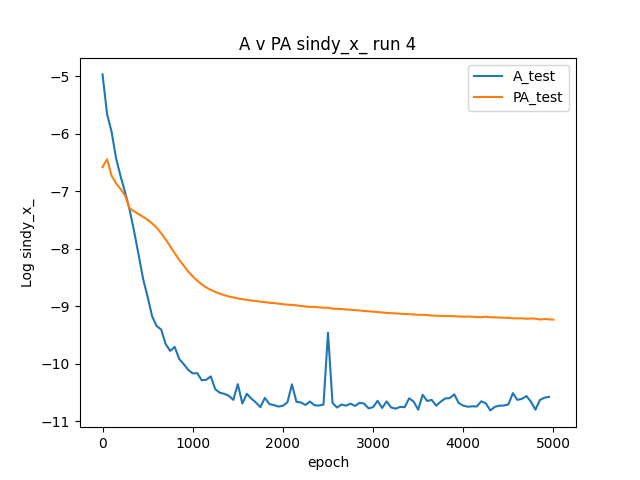 A v PA sindy_x_ run 4
A_test
PA_test
Log sindy_x_
−5
−6
−7
−8
−9
−10
−11
0
1000
2000
3000
4000
5000
epoch